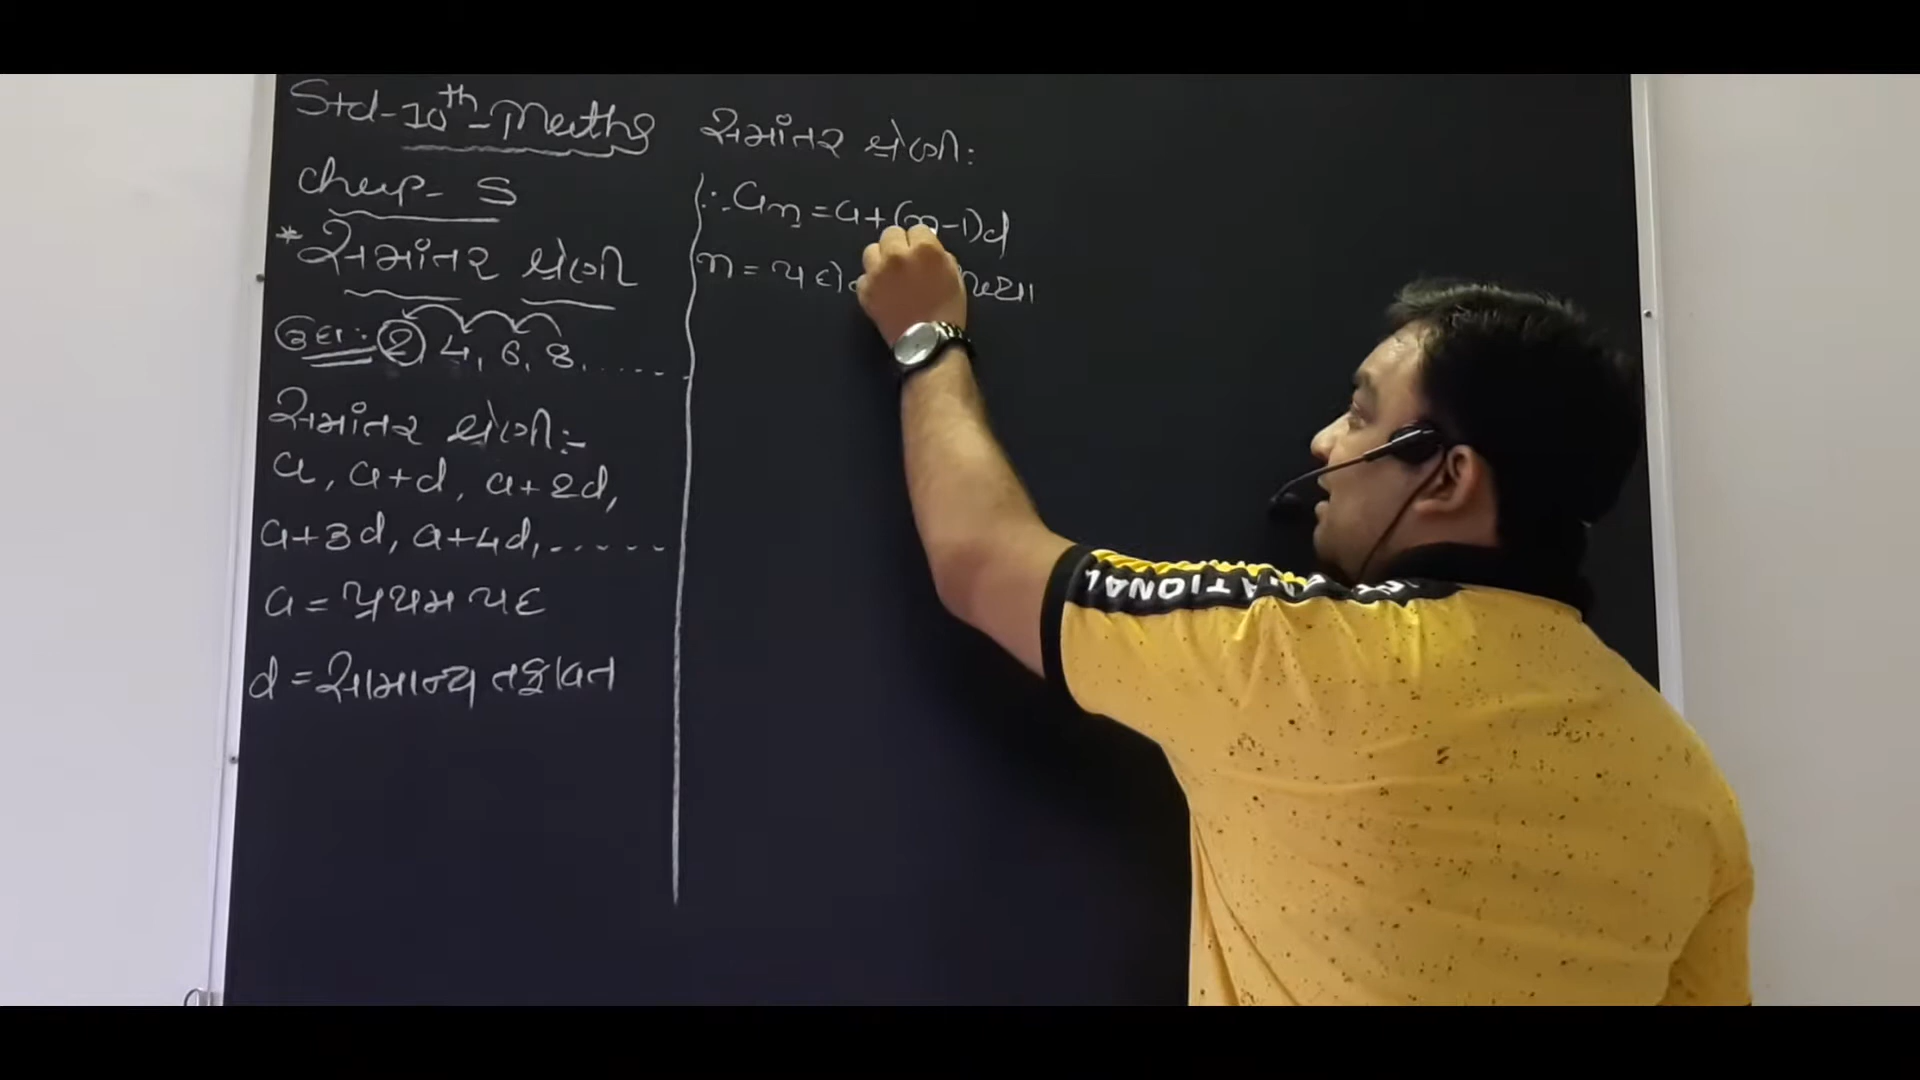 Std-10th-Maths
chap-5
* સમાંતર શ્રેણી
ઉદા: 2, 4, 6, 8, ......
સમાંતર શ્રેણી:-
a, a+d, a+2d,
a+3d, a+4d, ......
a = પ્રથમ પદ
d = સામાન્ય તફાવત
સમાંતર શ્રેણી:
∴ an = a+(n-1)d
n =
NATIONAL